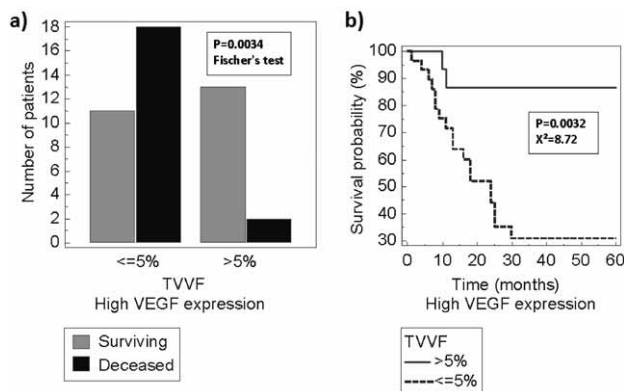 a)
Number of patients
18
16
14
12
10
8
6
4
2
0
P=0.0034
Fischer's test
<=5% >5%
TVVF
High VEGF expression
Surviving
Deceased
b)
Survival probability (%)
100
90
80
70
60
50
40
30
P=0.0032
X²=8.72
0 10 20 30 40 50 60
Time (months)
High VEGF expression
TVVF
>5%
<=5%